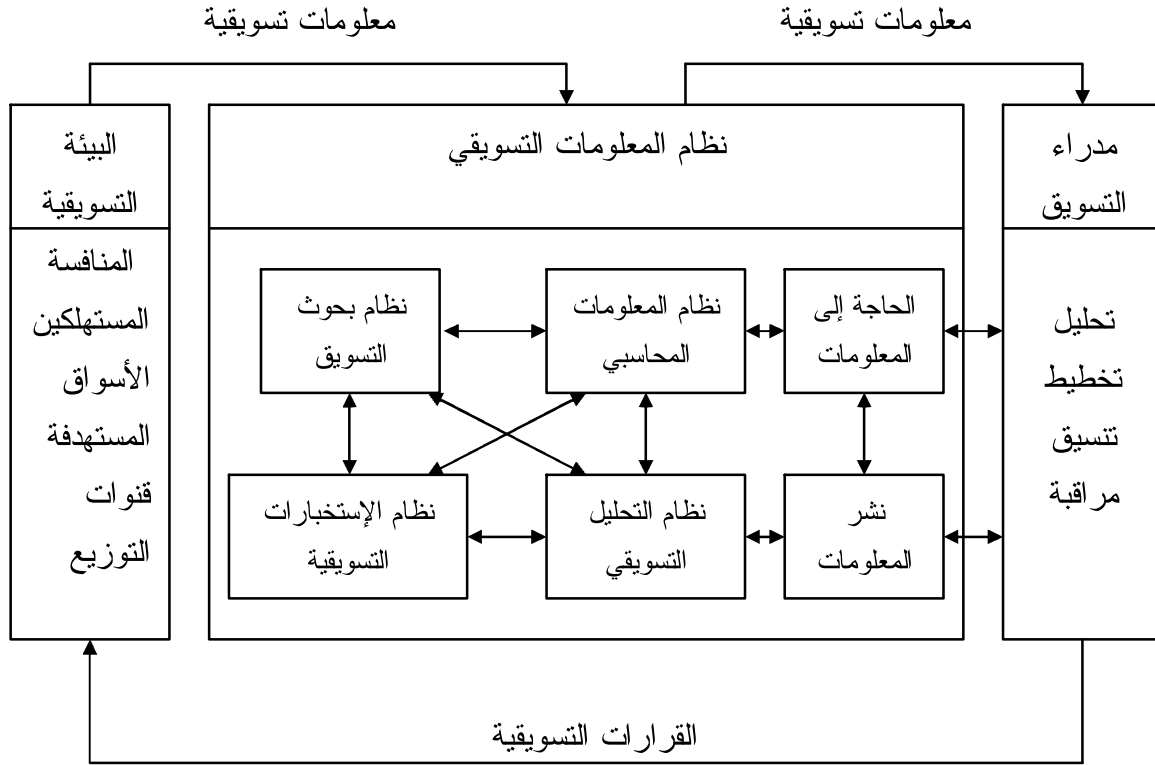 معلومات تسويقية
معلومات تسويقية
مدراء
التسويق
نظام المعلومات التسويقي
البيئة
التسويقية
تحليل
تخطيط
تنسيق
مراقبة
الحاجة إلى
المعلومات
نظام المعلومات
المحاسبي
نظام بحوث
التسويق
نشر
المعلومات
نظام التحليل
التسويقي
نظام الإستخبارات
التسويقية
المنافسة
المستهلكين
الأسواق
المستهدفة
قنوات
التوزيع
القرارات التسويقية